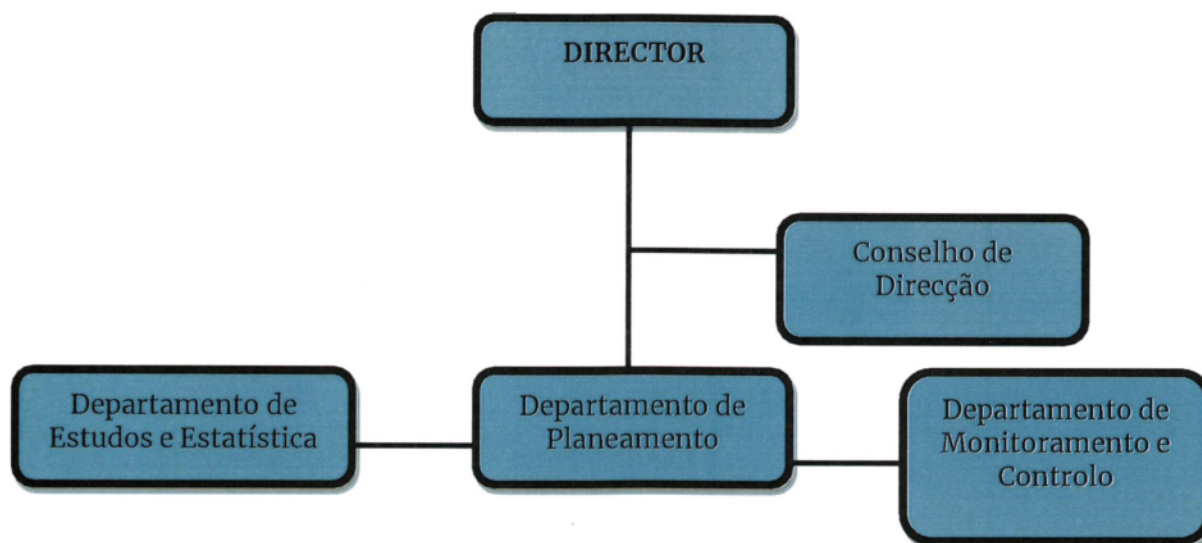 DIRECTOR
Conselho de
Direcção
Departamento de
Estudos e Estatística
Departamento de
Planeamento
Departamento de
Monitoramento e
Controlo